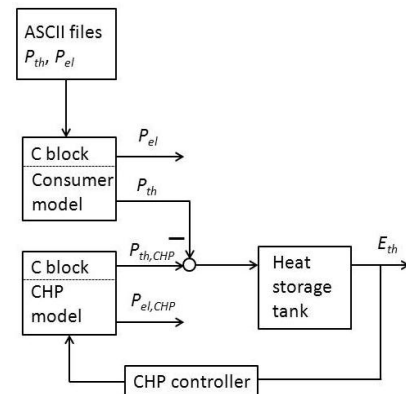 ASCII files
P_th, P_el
C block
Consumer
model
P_el
P_th
−
C block
CHP
model
P_th,CHP
P_el,CHP
Heat
storage
tank
E_th
CHP controller